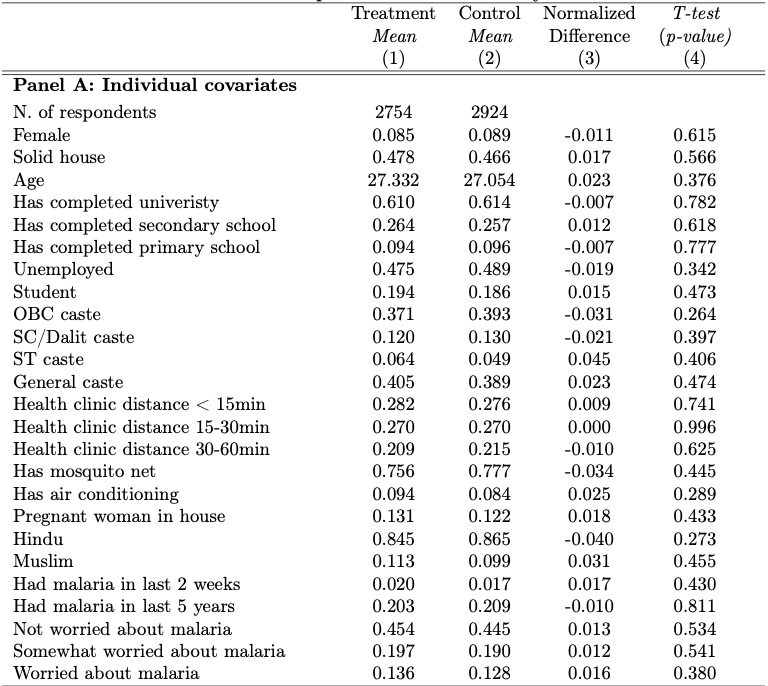 Treatment Control Normalized T-test
Mean Mean Difference (p-value)
(1) (2) (3) (4)
Panel A: Individual covariates
N. of respondents 2754 2924
Female 0.085 0.089 -0.011 0.615
Solid house 0.478 0.466 0.017 0.566
Age 27.332 27.054 0.023 0.376
Has completed univeristy 0.610 0.614 -0.007 0.782
Has completed secondary school 0.264 0.257 0.012 0.618
Has completed primary school 0.094 0.096 -0.007 0.777
Unemployed 0.475 0.489 -0.019 0.342
Student 0.194 0.186 0.015 0.473
OBC caste 0.371 0.393 -0.031 0.264
SC/Dalit caste 0.120 0.130 -0.021 0.397
ST caste 0.064 0.049 0.045 0.406
General caste 0.405 0.389 0.023 0.474
Health clinic distance < 15min 0.282 0.276 0.009 0.741
Health clinic distance 15-30min 0.270 0.270 0.000 0.996
Health clinic distance 30-60min 0.209 0.215 -0.010 0.625
Has mosquito net 0.756 0.777 -0.034 0.445
Has air conditioning 0.094 0.084 0.025 0.289
Pregnant woman in house 0.131 0.122 0.018 0.433
Hindu 0.845 0.865 -0.040 0.273
Muslim 0.113 0.099 0.031 0.455
Had malaria in last 2 weeks 0.020 0.017 0.017 0.430
Had malaria in last 5 years 0.203 0.209 -0.010 0.811
Not worried about malaria 0.454 0.445 0.013 0.534
Somewhat worried about malaria 0.197 0.190 0.012 0.541
Worried about malaria 0.136 0.128 0.016 0.380